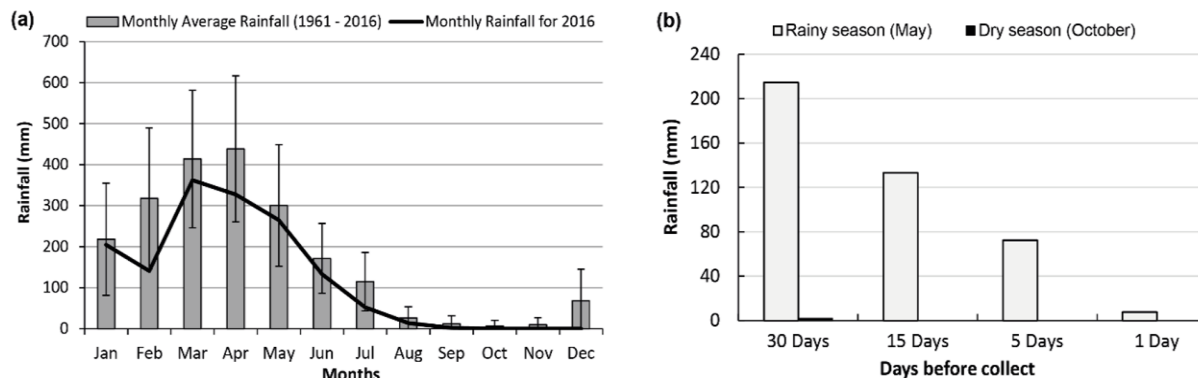 (a)
Monthly Average Rainfall (1961 - 2016)
Monthly Rainfall for 2016
Rainfall (mm)
700
600
500
400
300
200
100
0
Jan Feb Mar Apr May Jun Jul Aug Sep Oct Nov Dec
Months
(b)
Rainy season (May)
Dry season (October)
Rainfall (mm)
240
200
160
120
80
40
0
30 Days 15 Days 5 Days 1 Day
Days before collect